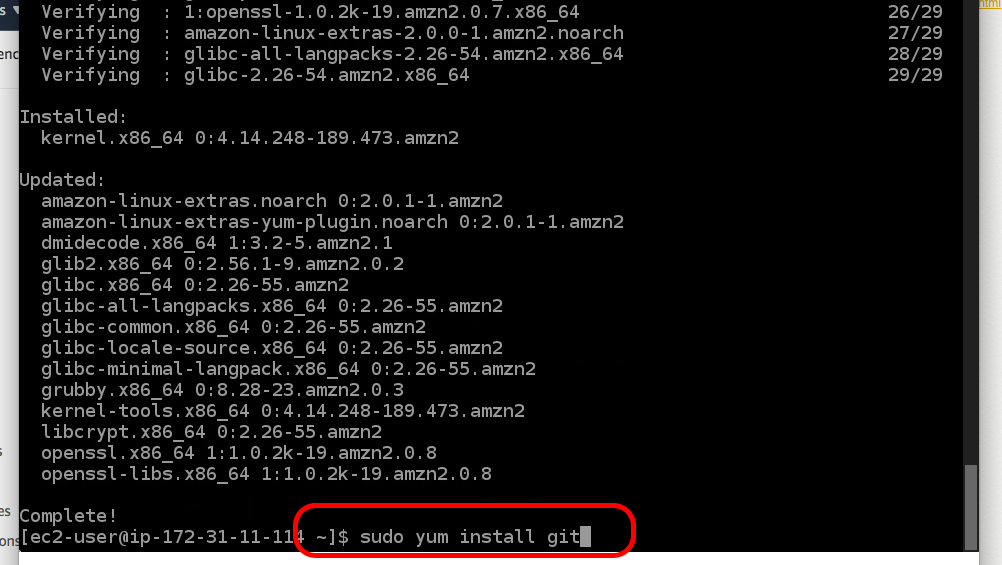 Verifying : 1:openssl-1.0.2k-19.amzn2.0.7.x86_64 26/29
Verifying : amazon-linux-extras-2.0.0-1.amzn2.noarch 27/29
Verifying : glibc-all-langpacks-2.26-54.amzn2.x86_64 28/29
Verifying : glibc-2.26-54.amzn2.x86_64 29/29
Installed:
kernel.x86_64 0:4.14.248-189.473.amzn2
Updated:
amazon-linux-extras.noarch 0:2.0.1-1.amzn2
amazon-linux-extras-yum-plugin.noarch 0:2.0.1-1.amzn2
dmidecode.x86_64 1:3.2-5.amzn2.1
glib2.x86_64 0:2.56.1-9.amzn2.0.2
glibc.x86_64 0:2.26-55.amzn2
glibc-all-langpacks.x86_64 0:2.26-55.amzn2
glibc-common.x86_64 0:2.26-55.amzn2
glibc-locale-source.x86_64 0:2.26-55.amzn2
glibc-minimal-langpack.x86_64 0:2.26-55.amzn2
grubby.x86_64 0:8.28-23.amzn2.0.3
kernel-tools.x86_64 0:4.14.248-189.473.amzn2
libcrypt.x86_64 0:2.26-55.amzn2
openssl.x86_64 1:1.0.2k-19.amzn2.0.8
openssl-libs.x86_64 1:1.0.2k-19.amzn2.0.8
Complete!
[ec2-user@ip-172-31-11-114 ~]$ sudo yum install git